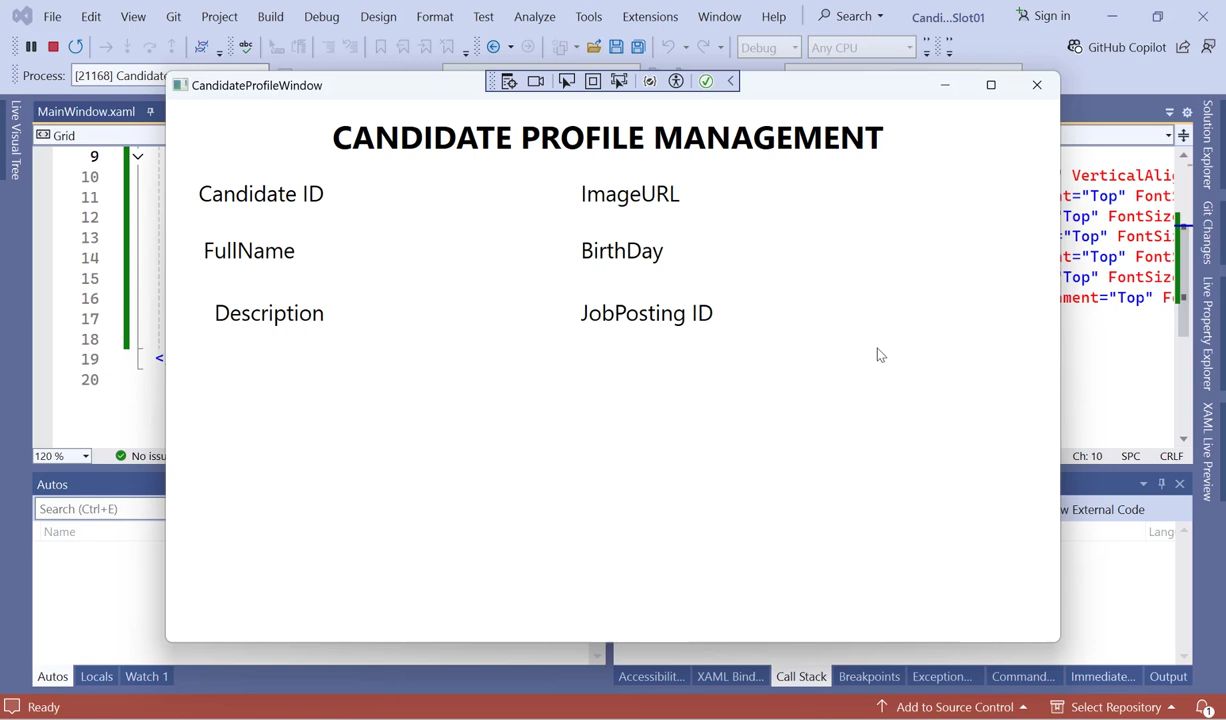 File Edit View Git Project Build Debug Design Format Test Analyze Tools Extensions Window Help Search Candi...Slot01 Sign in
Debug Any CPU GitHub Copilot
Process: [21168] Candidate
CandidateProfileWindow
MainWindow.xaml
Grid
Live Visual Tree
CANDIDATE PROFILE MANAGEMENT
Candidate ID ImageURL
FullName BirthDay
Description JobPosting ID
9
10
11
12
13
14
15
16
17
18
19 <
20
" VerticalAli
t="Top" Font
"Top" FontSiz
="Top" FontSi
t="Top" Font
"Top" FontSiz
ment="Top" F
Solution Explorer
Git Changes
Live Property Explorer
XAML Live Preview
120 % No issu Ch: 10 SPC CRLF
Autos
Search (Ctrl+E) w External Code
Name Lang
Autos Locals Watch 1 Accessibilit... XAML Bind... Call Stack Breakpoints Exception... Command... Immediate... Output
Ready Add to Source Control Select Repository 1